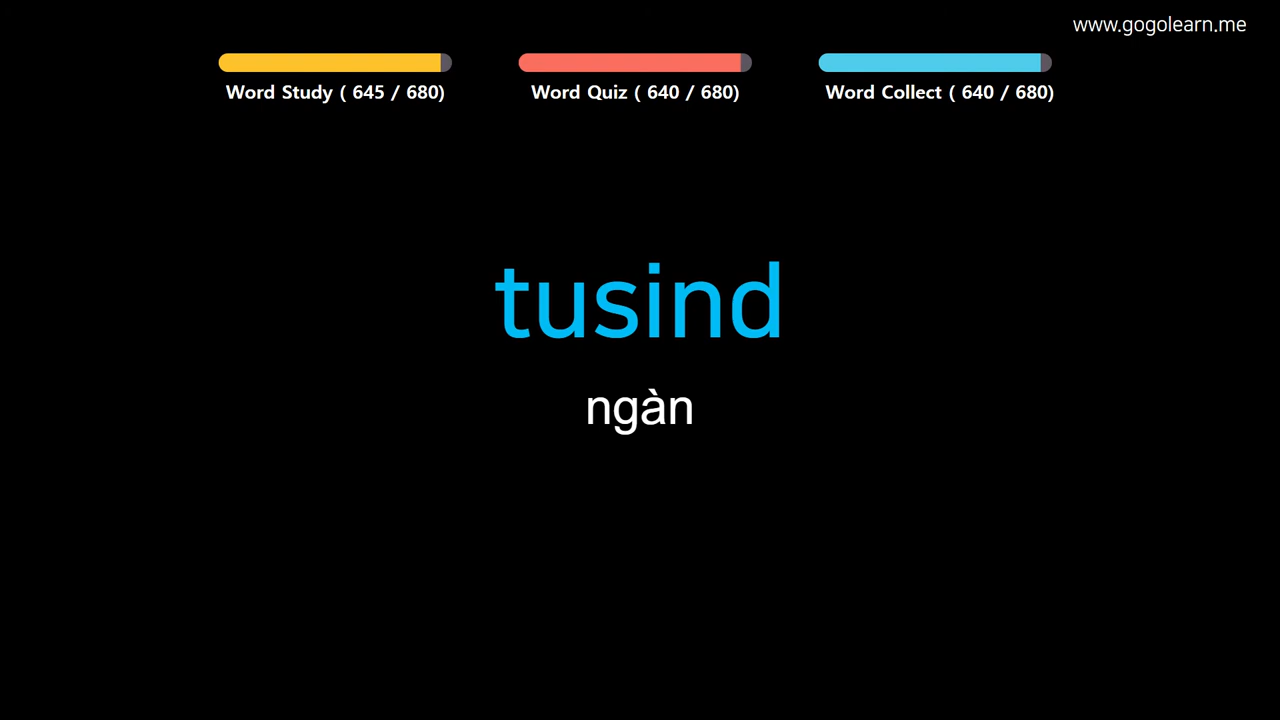 www.gogolearn.me
Word Study ( 645 / 680)
Word Quiz ( 640 / 680)
Word Collect ( 640 / 680)
tusind
ngàn